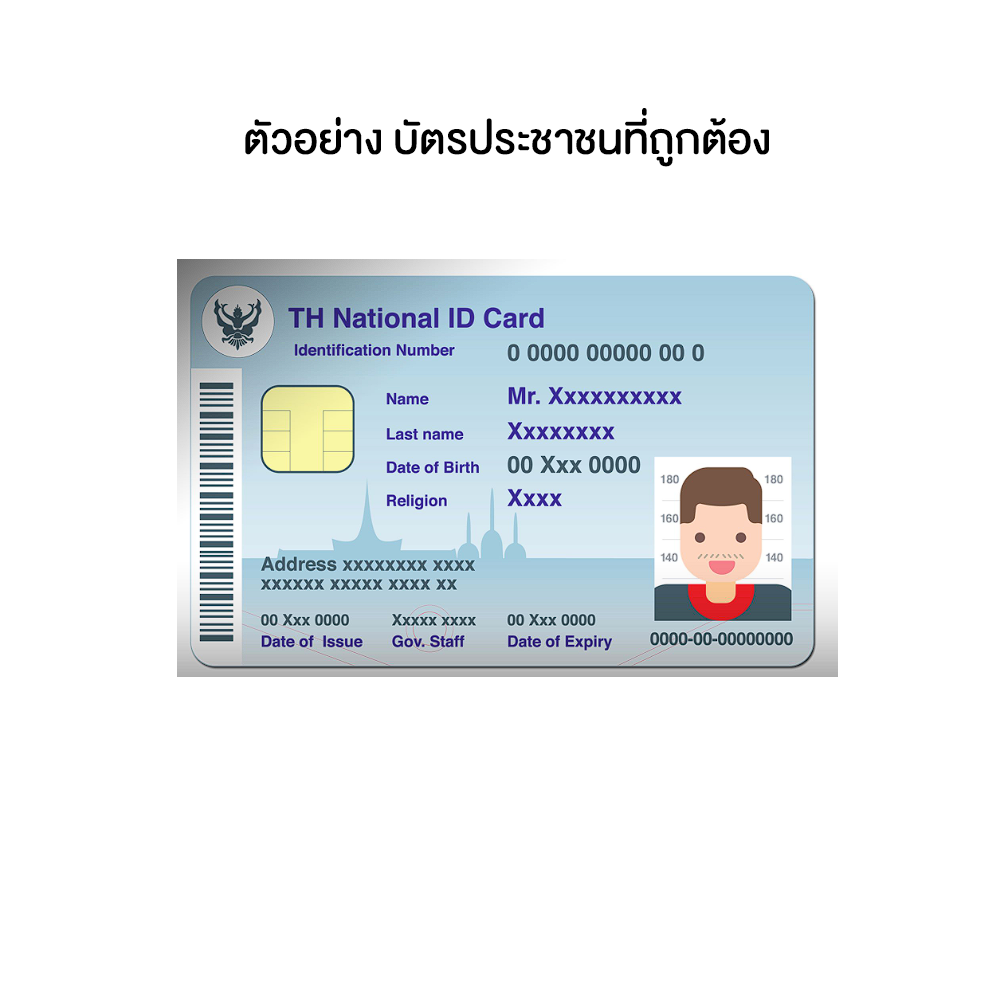 ตัวอย่าง บัตรประชาชนที่ถูกต้อง
TH National ID Card
Identification Number 0 0000 00000 00 0
Name Mr. Xxxxxxxxxx
Last name Xxxxxxxx
Date of Birth 00 Xxx 0000
Religion Xxxx
180 180
160 160
140 140
Address xxxxxxxx xxxx
xxxxxx xxxxx xxxx xx
00 Xxx 0000 Xxxxx xxxx 00 Xxx 0000
Date of Issue Gov. Staff Date of Expiry
0000-00-00000000